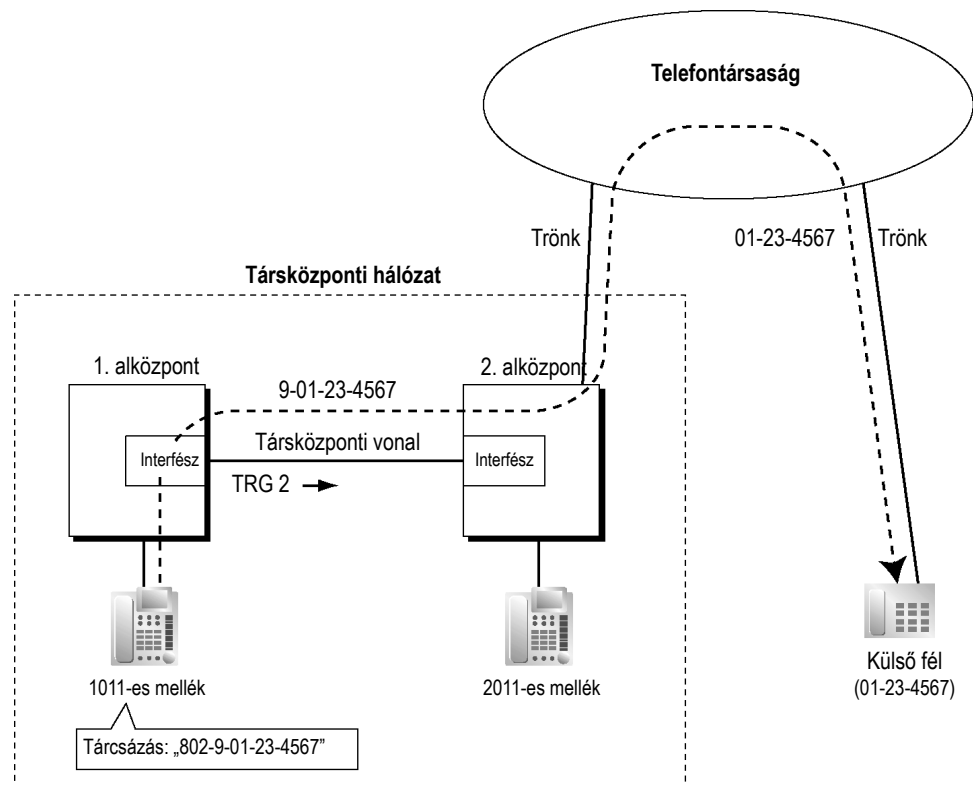 Telefontársaság
Trönk
01-23-4567
Trönk
Társközponti hálózat
1. alközpont
2. alközpont
9-01-23-4567
Interfész
Társközponti vonal
Interfész
TRG 2
1011-es mellék
2011-es mellék
Külső fél
(01-23-4567)
Tárcsázás: „802-9-01-23-4567”